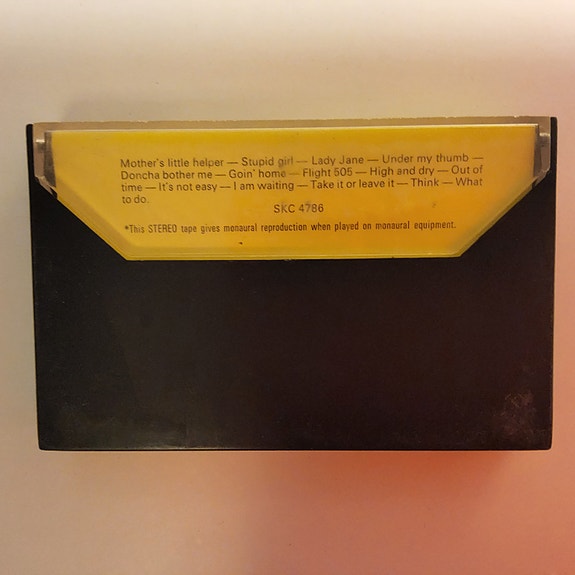 Mother's little helper — Stupid girl — Lady Jane — Under my thumb —
Doncha bother me — Goin' home — Flight 505 — High and dry — Out of
time — It's not easy — I am waiting — Take it or leave it — Think — What
to do.
SKC 4786
*This STEREO tape gives monaural reproduction when played on monaural equipment.